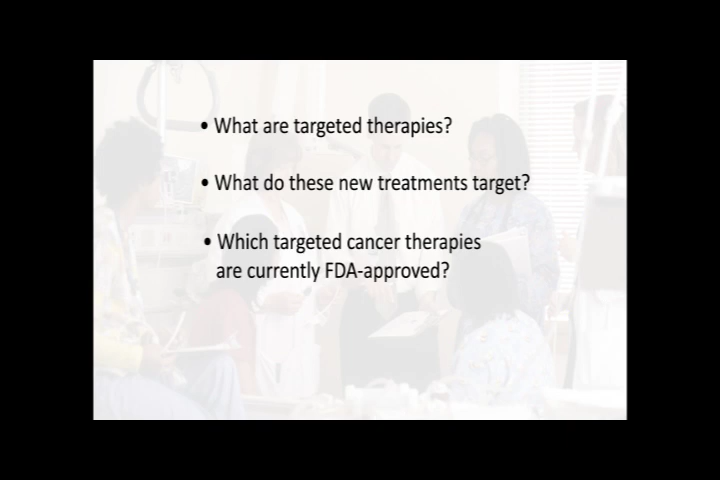 • What are targeted therapies?
• What do these new treatments target?
• Which targeted cancer therapies
are currently FDA-approved?